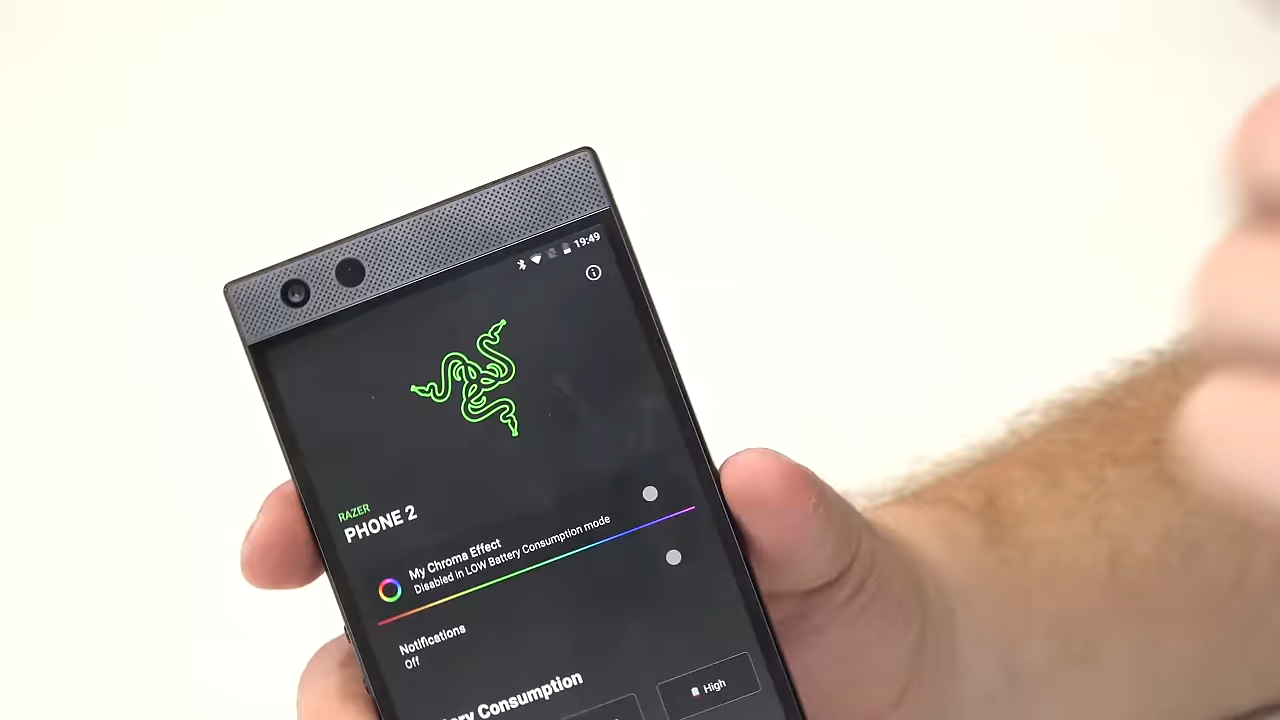 19:49
RAZER
PHONE 2
My Chroma Effect
Disabled in LOW Battery Consumption mode
Notifications
Off
Consumption
High